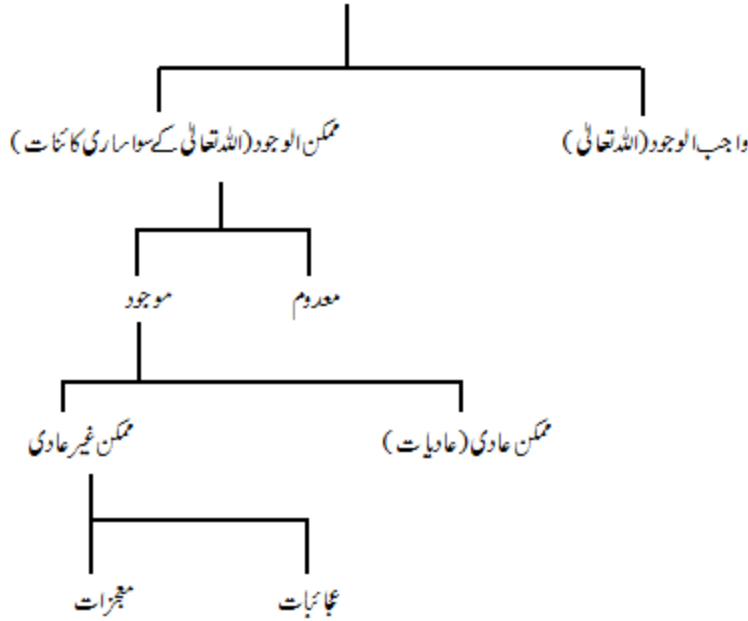 واجب الوجود (اللہ تعالیٰ)
ممکن الوجود (اللہ تعالیٰ کے سوا ساری کائنات)
معدوم
موجود
ممکن عادی (عادیات)
ممکن غیر عادی
عجائبات
معجزات